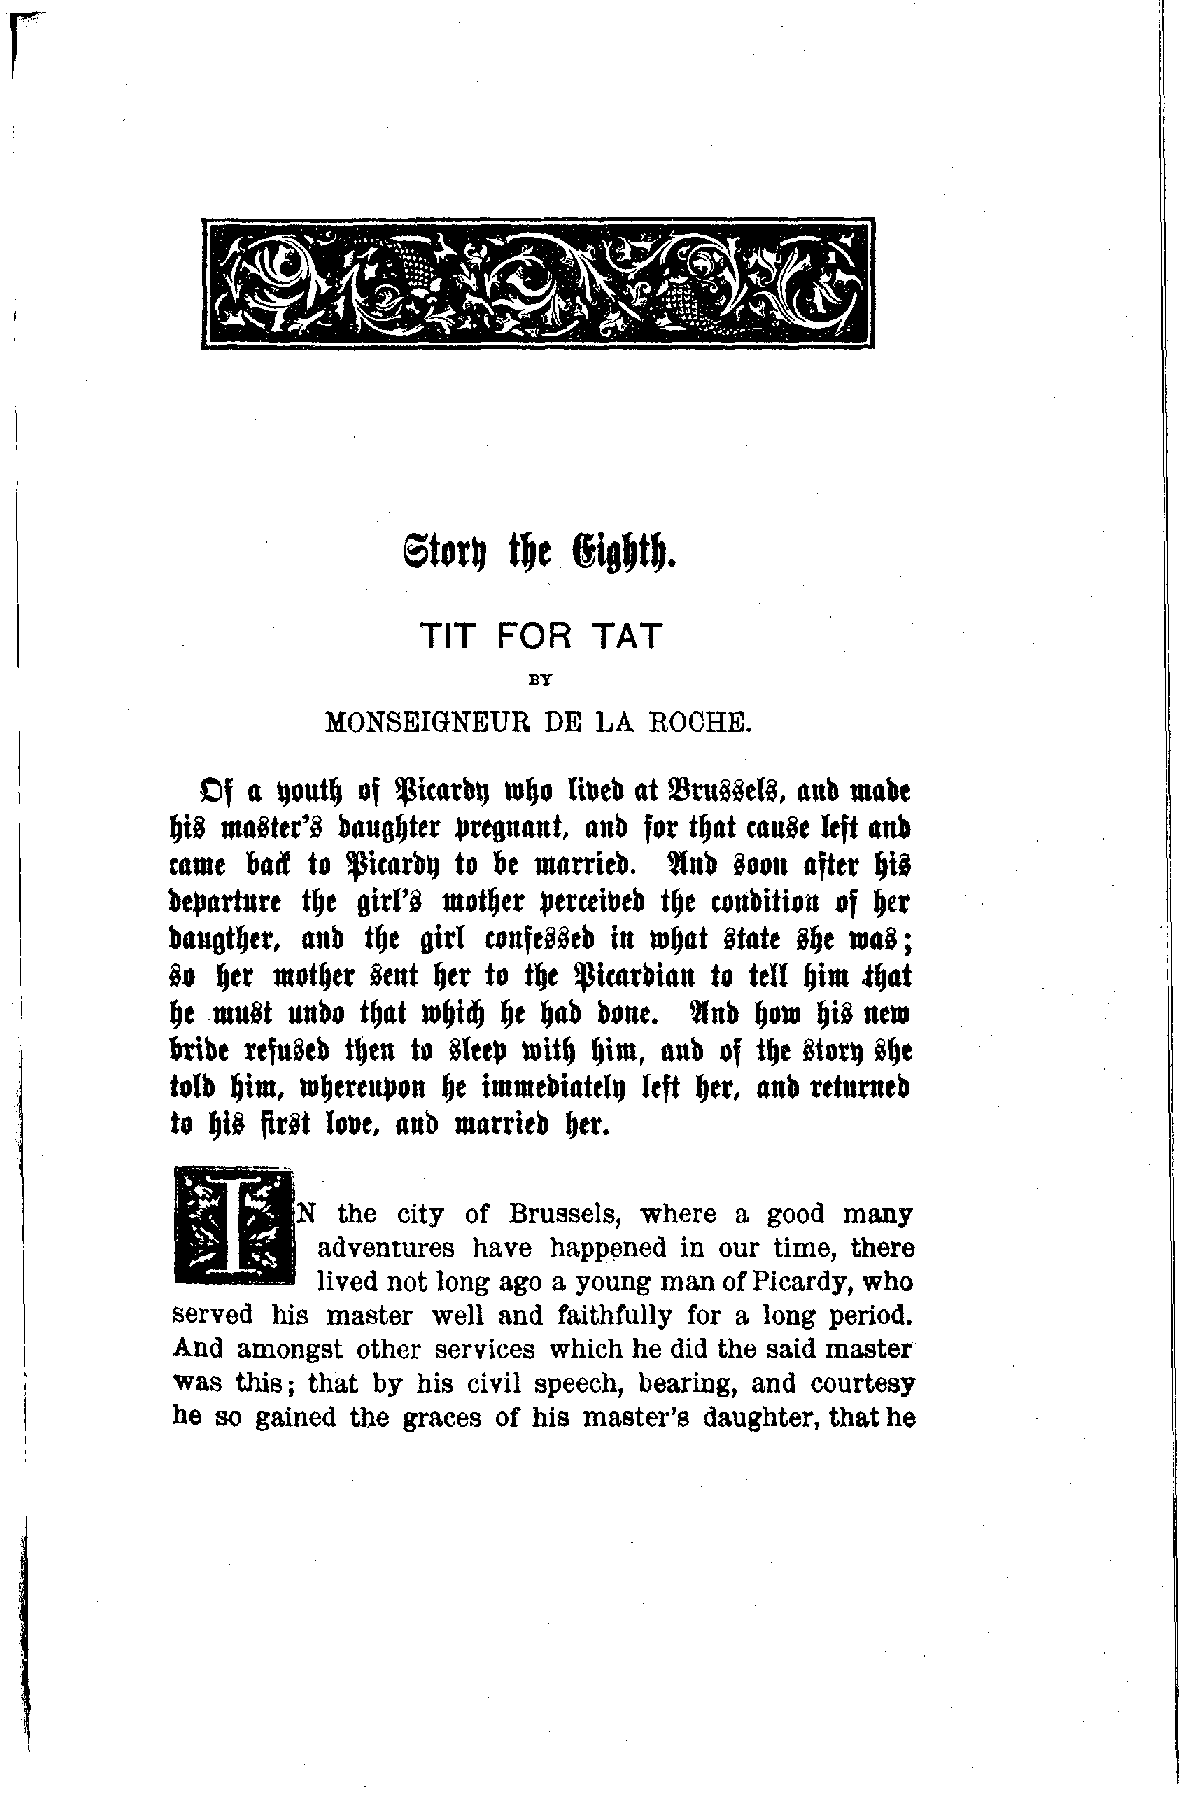 Story the Eighth.
TIT FOR TAT
BY
MONSEIGNEUR DE LA ROCHE.
Of a youth of Picardy who lived at Brussels, and made
his master's daughter pregnant, and for that cause left and
came back to Picardy to be married. And soon after his
departure the girl's mother perceived the condition of her
daugther, and the girl confessed in what state she was;
so her mother sent her to the Picardian to tell him that
he must undo that which he had done. And how his new
bride refused then to sleep with him, and of the story she
told him, whereupon he immediately left her, and returned
to his first love, and married her.
IN the city of Brussels, where a good many
adventures have happened in our time, there
lived not long ago a young man of Picardy, who
served his master well and faithfully for a long period.
And amongst other services which he did the said master
was this; that by his civil speech, bearing, and courtesy
he so gained the graces of his master's daughter, that he